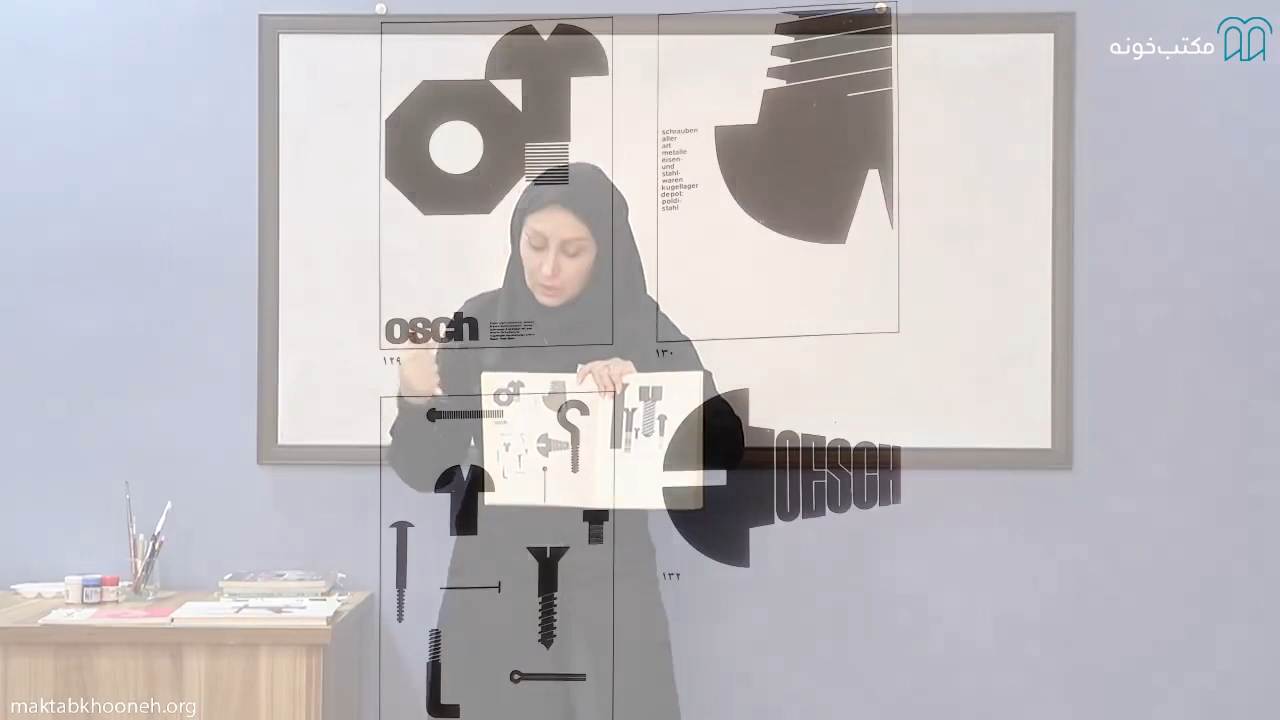 مکتب‌خونه
schrauben
aller
art
metalle
eisen-
und
stahl-
waren
kugellager
depot:
poldi-
stahl
osch
۱۲۹
۱۳۰
OESCH
۱۳۲
maktabkhooneh.org